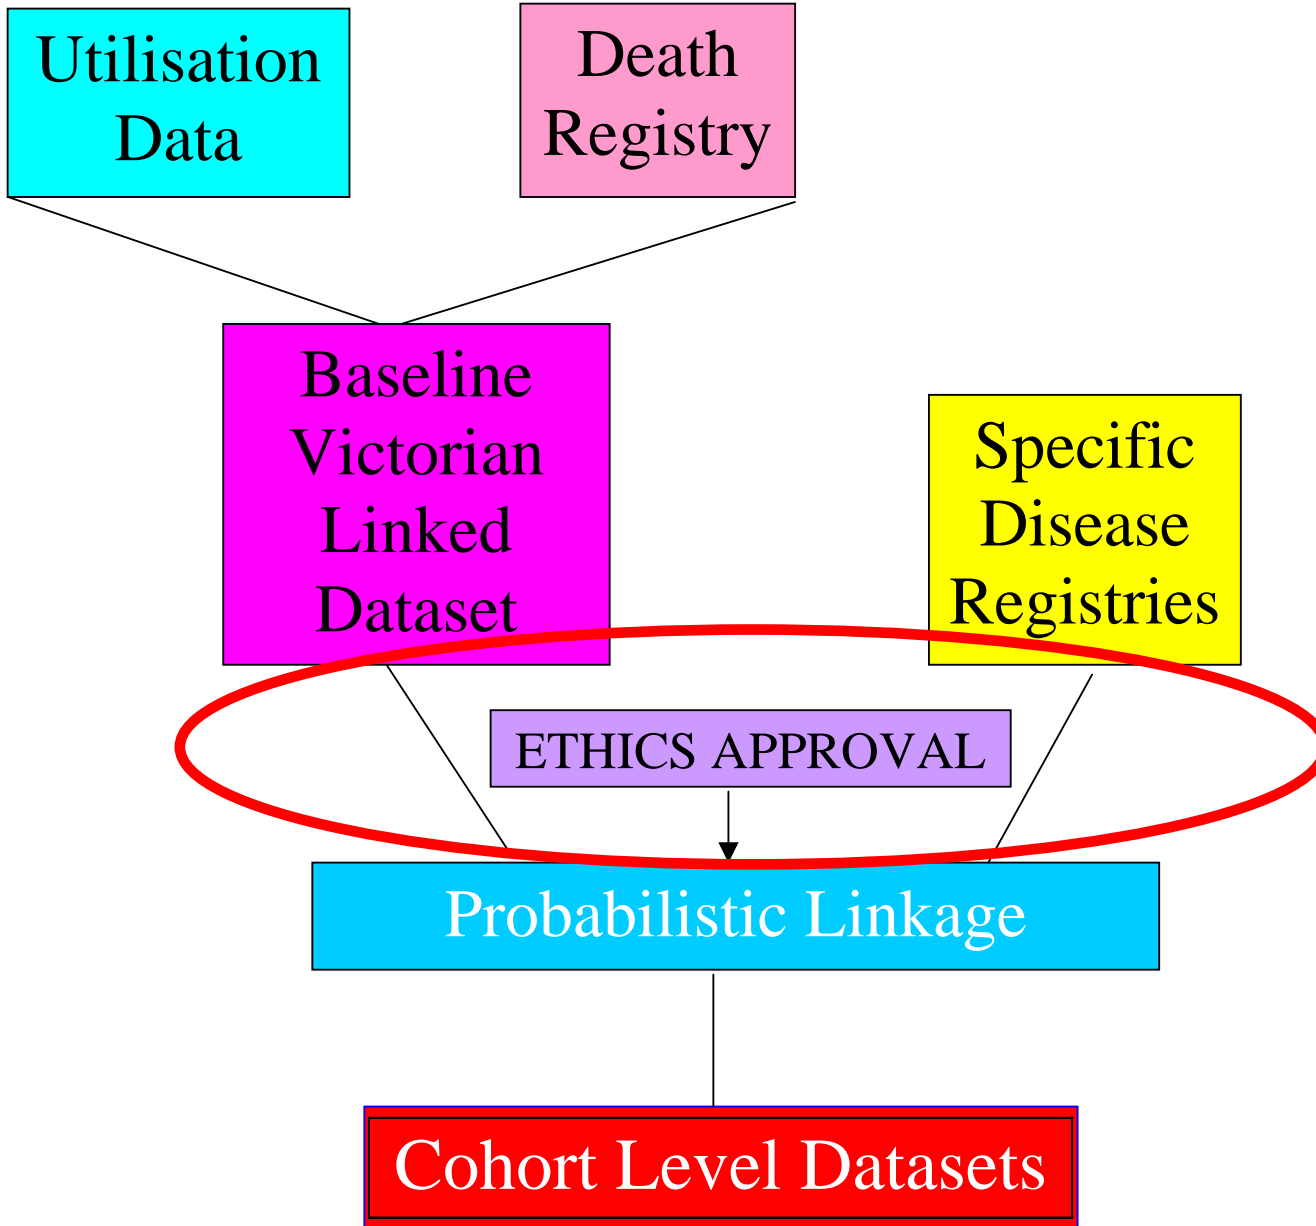 Utilisation
Data
Death
Registry
Baseline
Victorian
Linked
Dataset
Specific
Disease
Registries
ETHICS APPROVAL
Probabilistic Linkage
Cohort Level Datasets